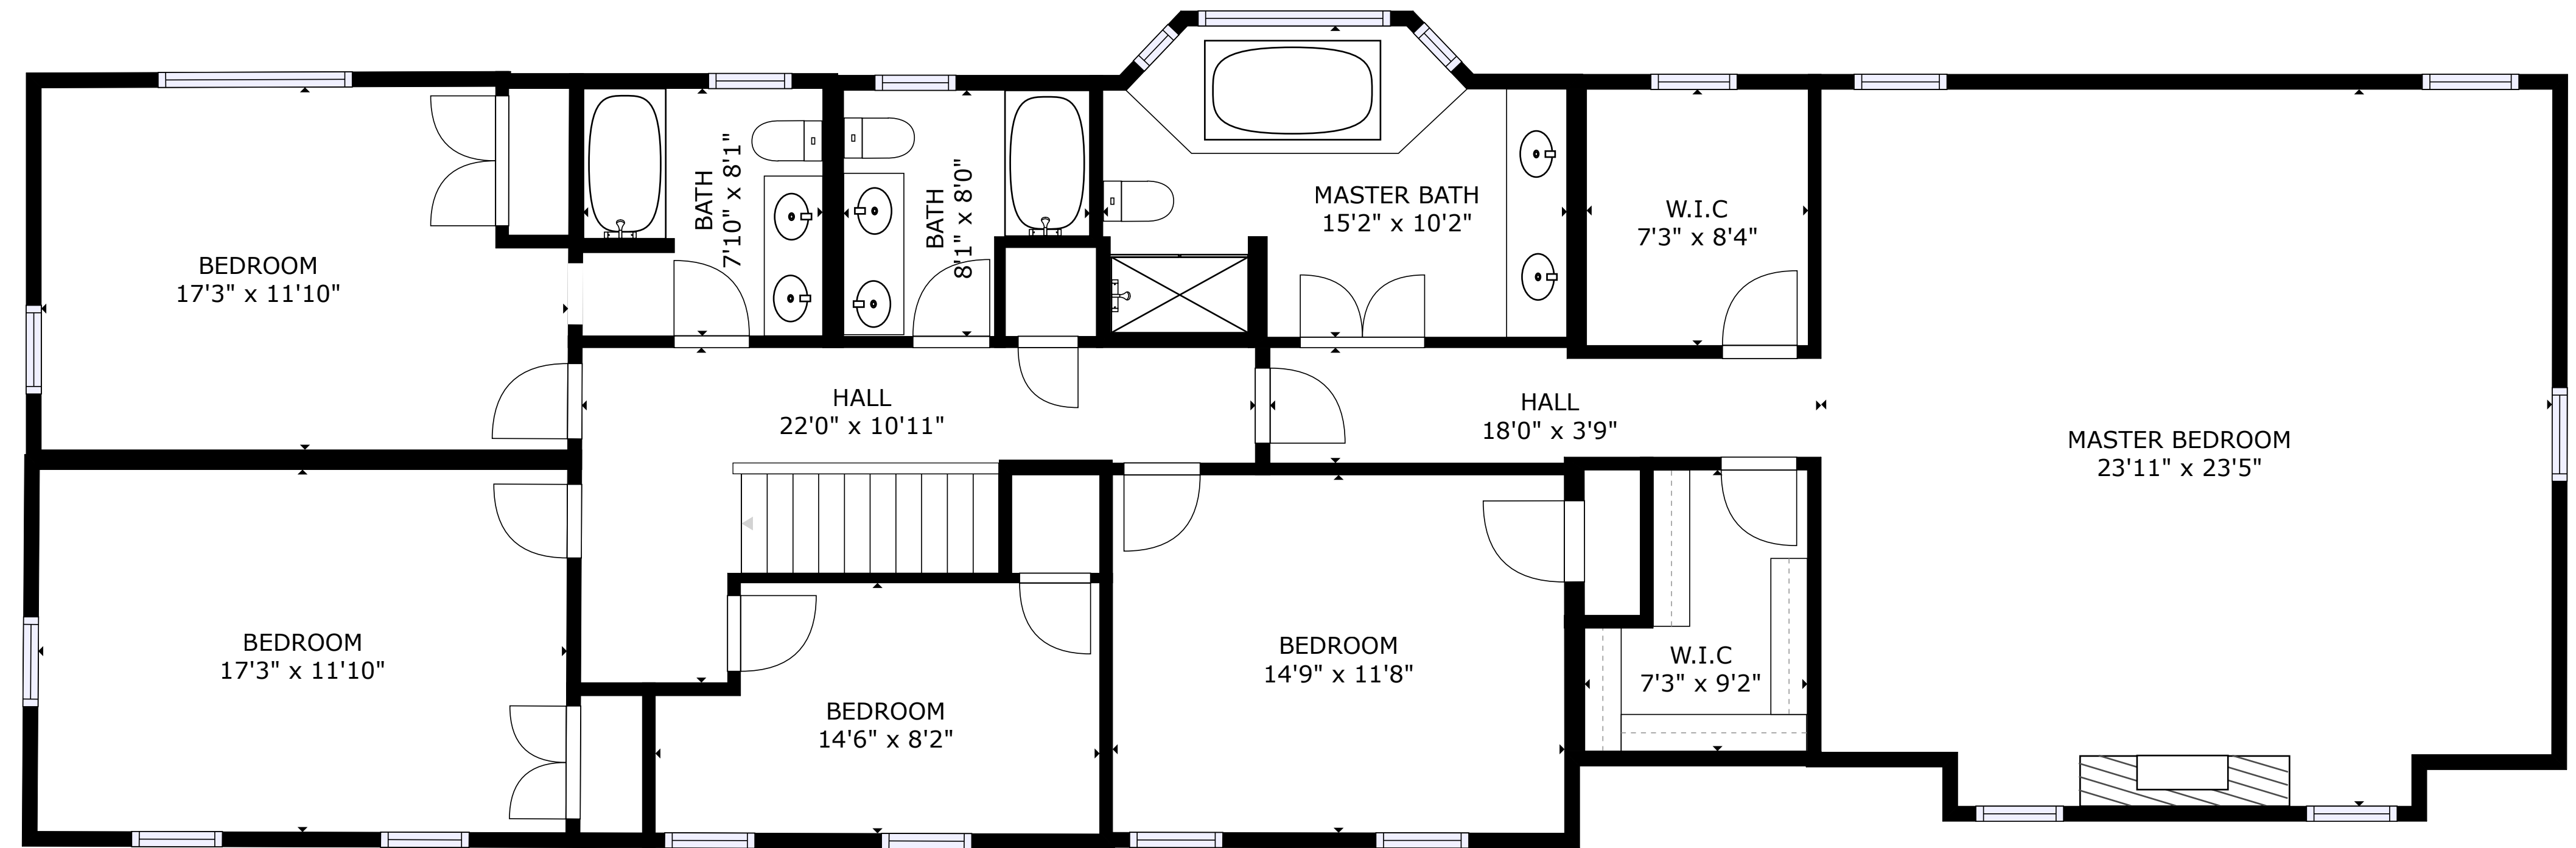 BEDROOM
17'3" x 11'10"
BATH
7'10" x 8'1"
BATH
8'1" x 8'0"
MASTER BATH
15'2" x 10'2"
W.I.C
7'3" x 8'4"
HALL
22'0" x 10'11"
HALL
18'0" x 3'9"
MASTER BEDROOM
23'11" x 23'5"
BEDROOM
17'3" x 11'10"
BEDROOM
14'6" x 8'2"
BEDROOM
14'9" x 11'8"
W.I.C
7'3" x 9'2"